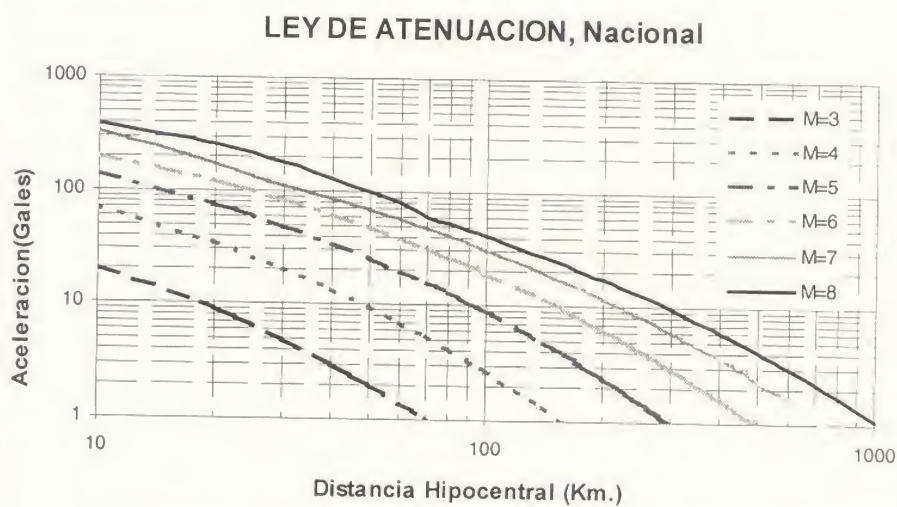 LEY DE ATENUACION, Nacional
1000
100
10
1
Aceleracion(Gales)
10
100
1000
Distancia Hipocentral (Km.)
M=3
M=4
M=5
M=6
M=7
M=8